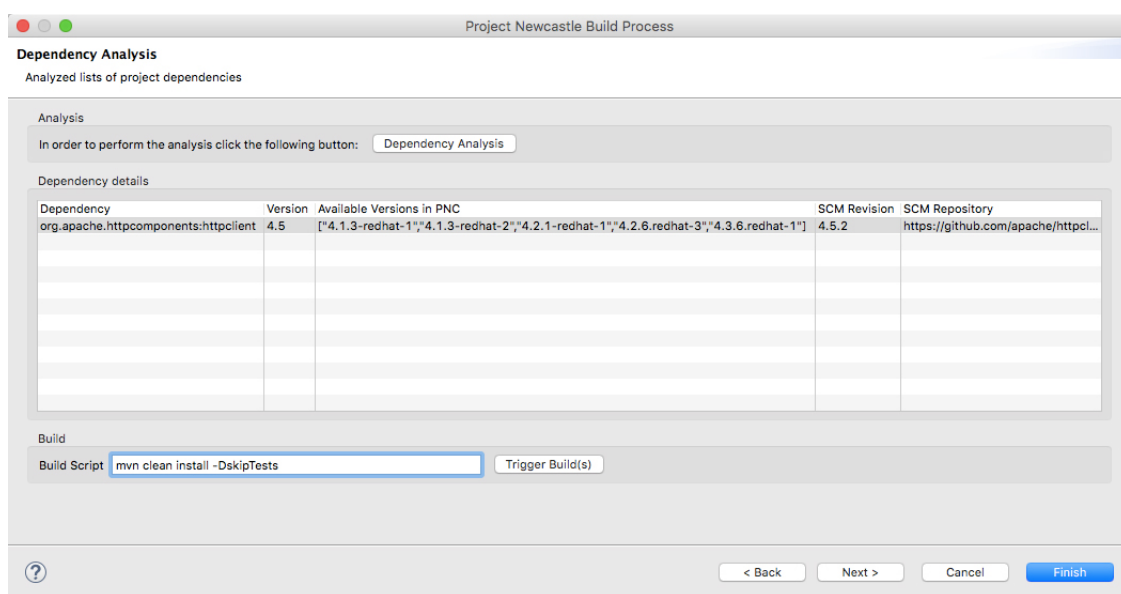 Project Newcastle Build Process
Dependency Analysis
Analyzed lists of project dependencies
Analysis
In order to perform the analysis click the following button: Dependency Analysis
Dependency details
Dependency Version Available Versions in PNC SCM Revision SCM Repository
org.apache.httpcomponents:httpclient 4.5 ["4.1.3-redhat-1","4.1.3-redhat-2","4.2.1-redhat-1","4.2.6.redhat-3","4.3.6.redhat-1"] 4.5.2 https://github.com/apache/httpcl...
Build
Build Script mvn clean install -DskipTests Trigger Build(s)
? < Back Next > Cancel Finish